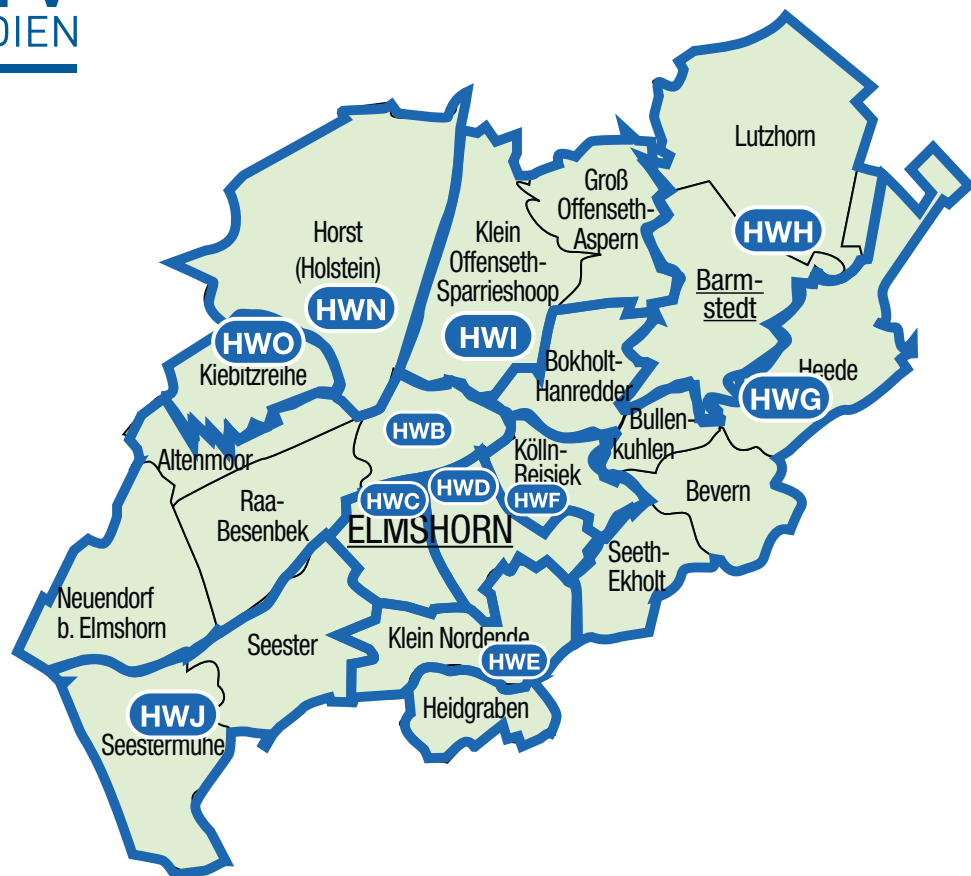 DIEN
Lutzhorn
Groß
Offenseth-
Aspern
HWH
Horst
(Holstein)
Klein
Offenseth-
Sparrieshoop
Barm-
stedt
HWN
HWO
HWI
Kiebitzreihe
Bokholt-
Hanredder
Heede
HWG
HWB
Bullen-
kuhlen
Altenmoor
Kölln-
Reisiek
HWD
HWC
HWF
Bevern
Raa-
Besenbek
ELMSHORN
Seeth-
Ekholt
Neuendorf
b. Elmshorn
Seester
Klein Nordende
HWE
Heidgraben
HWJ
Seestermühe